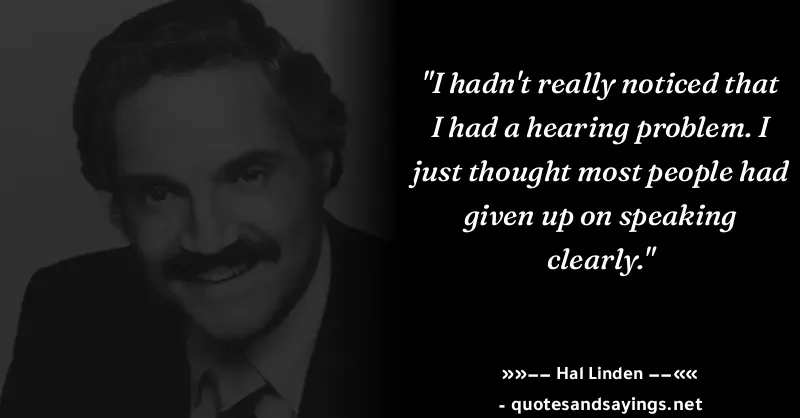 "I hadn't really noticed that
I had a hearing problem. I
just thought most people had
given up on speaking
clearly."
»»–– Hal Linden ––««
- quotesandsayings.net